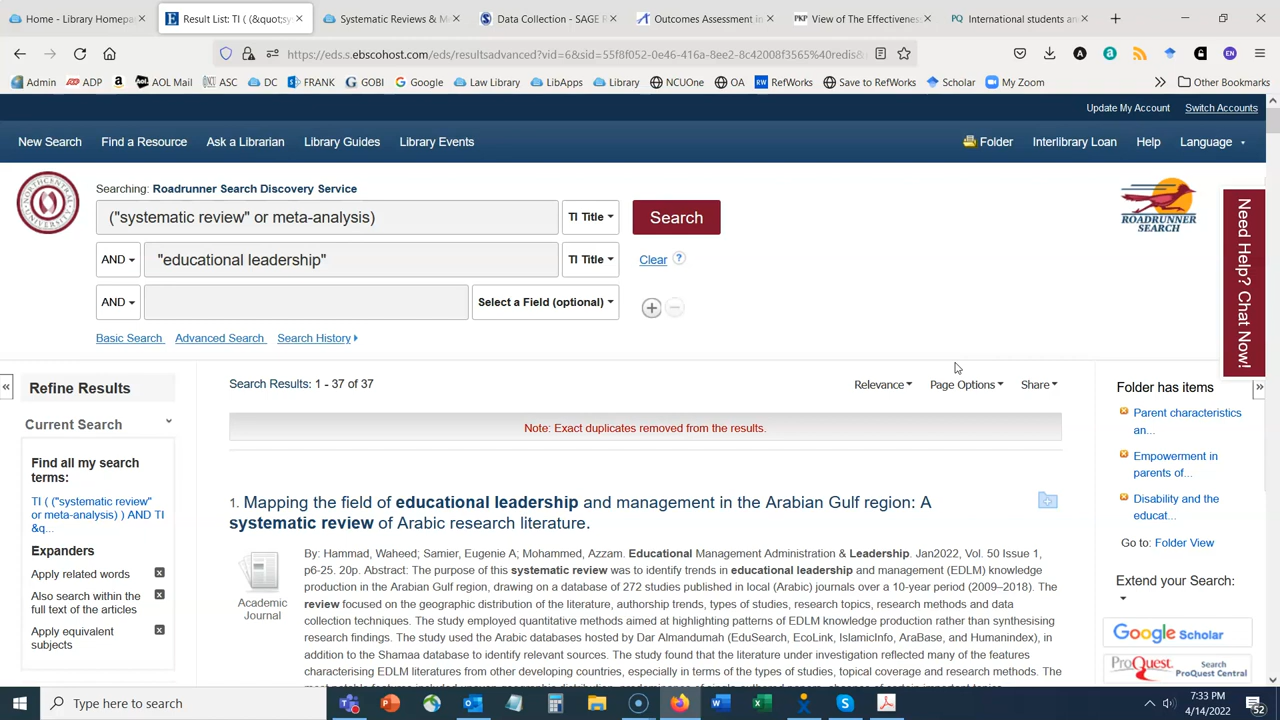 Home - Library Homepa
Result List: TI ( (&quot;sy
Systematic Reviews & M
Data Collection - SAGE R
Outcomes Assessment in
PKP View of The Effectiveness
PQ International students an
https://eds.s.ebscohost.com/eds/resultsadvanced?vid=6&sid=55f8f052-0e46-416a-8ee2-8c42008f3565%40redis&
EN
Admin ADP AOL Mail ASC DC FRANK GOBI Google Law Library LibApps Library NCUOne OA RefWorks Save to RefWorks Scholar My Zoom Other Bookmarks
Update My Account Switch Accounts
New Search Find a Resource Ask a Librarian Library Guides Library Events Folder Interlibrary Loan Help Language
Searching: Roadrunner Search Discovery Service
("systematic review" or meta-analysis) TI Title Search
AND "educational leadership" TI Title Clear ?
AND Select a Field (optional)
Basic Search Advanced Search Search History
ROADRUNNER
SEARCH
Need Help? Chat Now!
Refine Results
Current Search
Find all my search
terms:
TI ( ("systematic review"
or meta-analysis) ) AND TI
&q...
Expanders
Apply related words
Also search within the
full text of the articles
Apply equivalent
subjects
Search Results: 1 - 37 of 37
Relevance Page Options Share
Note: Exact duplicates removed from the results.
1. Mapping the field of educational leadership and management in the Arabian Gulf region: A
systematic review of Arabic research literature.
Academic
Journal
By: Hammad, Waheed; Samier, Eugenie A; Mohammed, Azzam. Educational Management Administration & Leadership. Jan2022, Vol. 50 Issue 1,
p6-25. 20p. Abstract: The purpose of this systematic review was to identify trends in educational leadership and management (EDLM) knowledge
production in the Arabian Gulf region, drawing on a database of 272 studies published in local (Arabic) journals over a 10-year period (2009–2018). The
review focused on the geographic distribution of the literature, authorship trends, types of studies, research topics, research methods and data
collection techniques. The study employed quantitative methods aimed at highlighting patterns of EDLM knowledge production rather than synthesising
research findings. The study used the Arabic databases hosted by Dar Almandumah (EduSearch, EcoLink, IslamicInfo, AraBase, and Humanindex), in
addition to the Shamaa database to identify relevant sources. The study found that the literature under investigation reflected many of the features
characterising EDLM literatures from other developing countries, especially in terms of the types of studies, topical coverage and research methods. The
Folder has items
Parent characteristics
an...
Empowerment in
parents of...
Disability and the
educat...
Go to: Folder View
Extend your Search:
Google Scholar
ProQuest Search
ProQuest Central
Type here to search
7:33 PM
4/14/2022
52